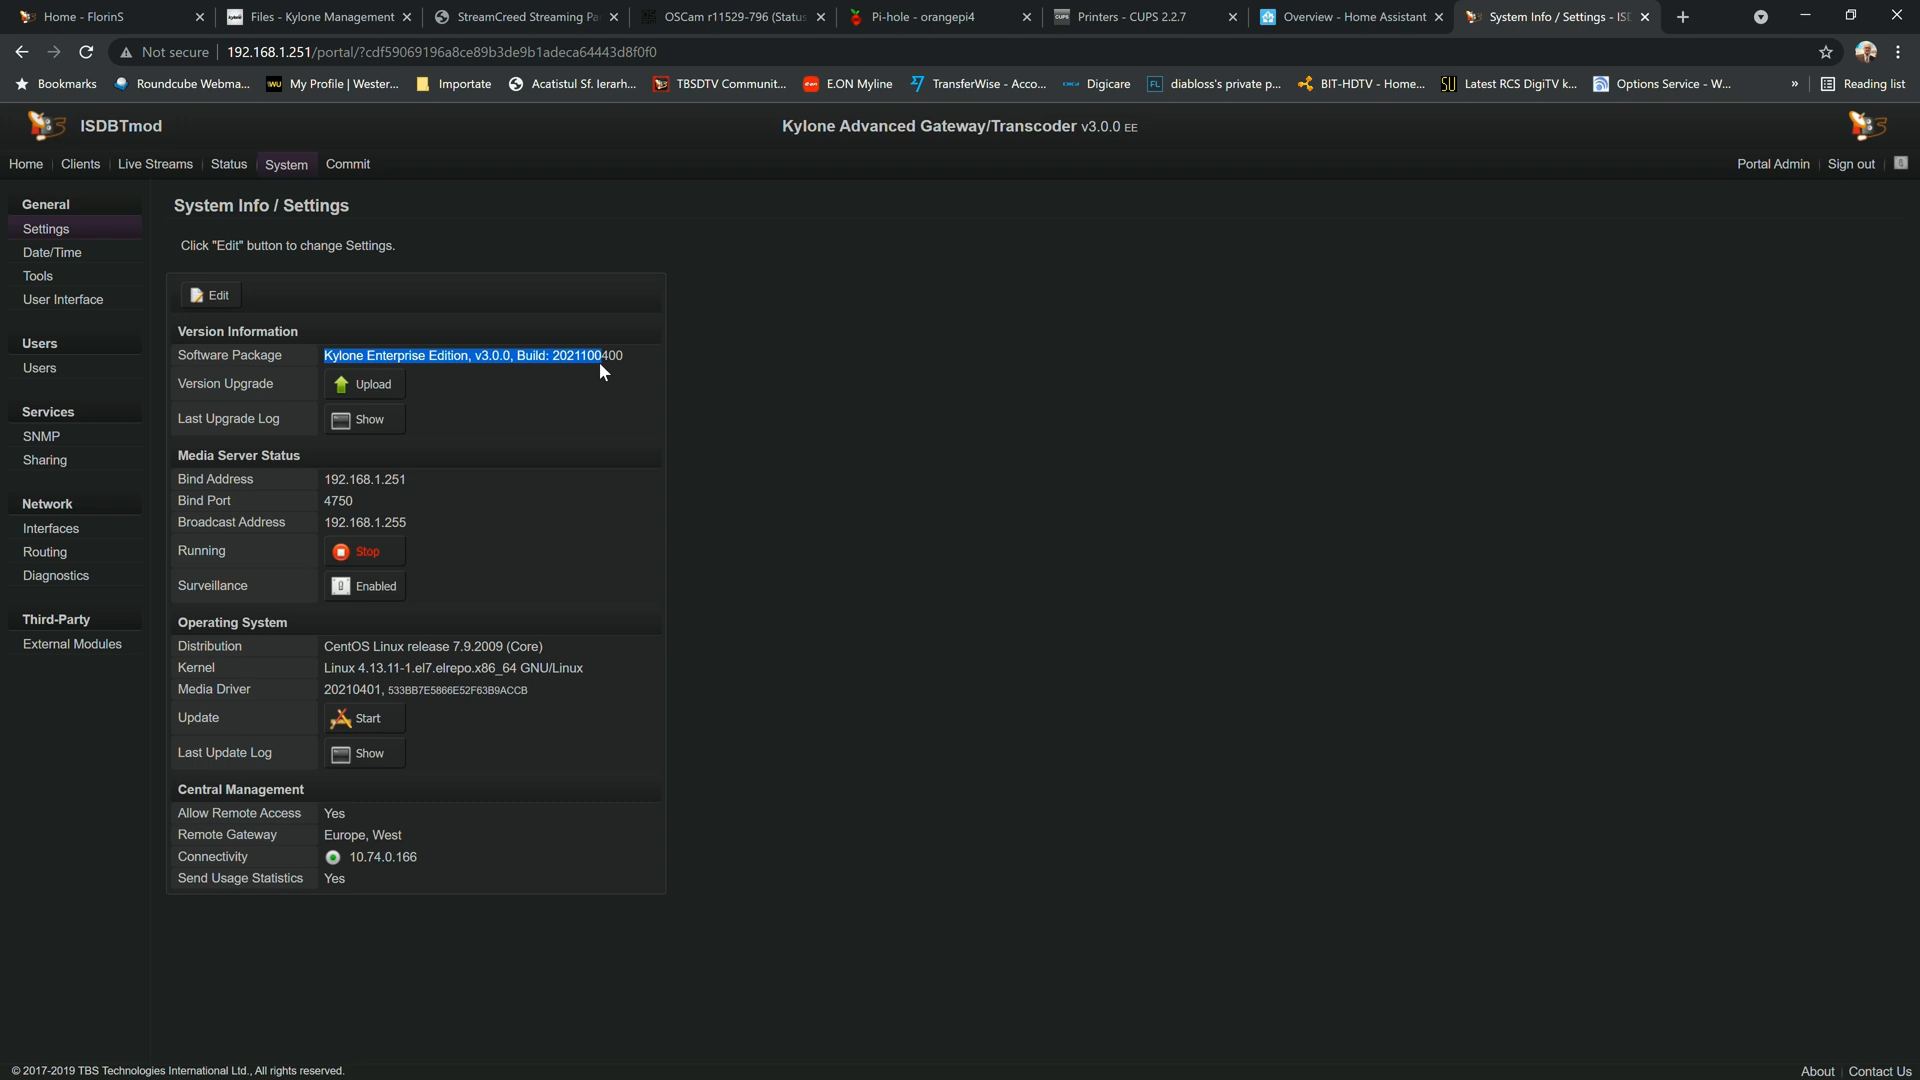 Home - FlorinS
Files - Kylone Management
StreamCreed Streaming Pa
OSCam r11529-796 (Status
Pi-hole - orangepi4
CUPS Printers - CUPS 2.2.7
Overview - Home Assistant
System Info / Settings - ISD
Not secure 192.168.1.251/portal/?cdf59069196a8ce89b3de9b1adeca64443d8f0f0
Bookmarks Roundcube Webma... WU My Profile | Wester... Importate Acatistul Sf. Ierarh... TBSDTV Communit... E.ON Myline TransferWise - Acco... Digicare FL diabloss's private p... BIT-HDTV - Home... SU Latest RCS DigiTV k... Options Service - W... » Reading list
ISDBTmod
Kylone Advanced Gateway/Transcoder v3.0.0 EE
Home Clients Live Streams Status System Commit
Portal Admin Sign out
General
Settings
Date/Time
Tools
User Interface
Users
Users
Services
SNMP
Sharing
Network
Interfaces
Routing
Diagnostics
Third-Party
External Modules
System Info / Settings
Click "Edit" button to change Settings.
Edit
Version Information
Software Package Kylone Enterprise Edition, v3.0.0, Build: 2021100400
Version Upgrade Upload
Last Upgrade Log Show
Media Server Status
Bind Address 192.168.1.251
Bind Port 4750
Broadcast Address 192.168.1.255
Running Stop
Surveillance Enabled
Operating System
Distribution CentOS Linux release 7.9.2009 (Core)
Kernel Linux 4.13.11-1.el7.elrepo.x86_64 GNU/Linux
Media Driver 20210401, 533BB7E5866E52F63B9ACCB
Update Start
Last Update Log Show
Central Management
Allow Remote Access Yes
Remote Gateway Europe, West
Connectivity 10.74.0.166
Send Usage Statistics Yes
© 2017-2019 TBS Technologies International Ltd., All rights reserved.
About Contact Us